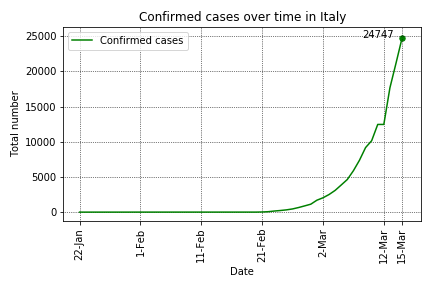 Confirmed cases over time in Italy
24747
Confirmed cases
25000
20000
15000
10000
5000
0
Total number
22-Jan
1-Feb
11-Feb
21-Feb
2-Mar
12-Mar
15-Mar
Date